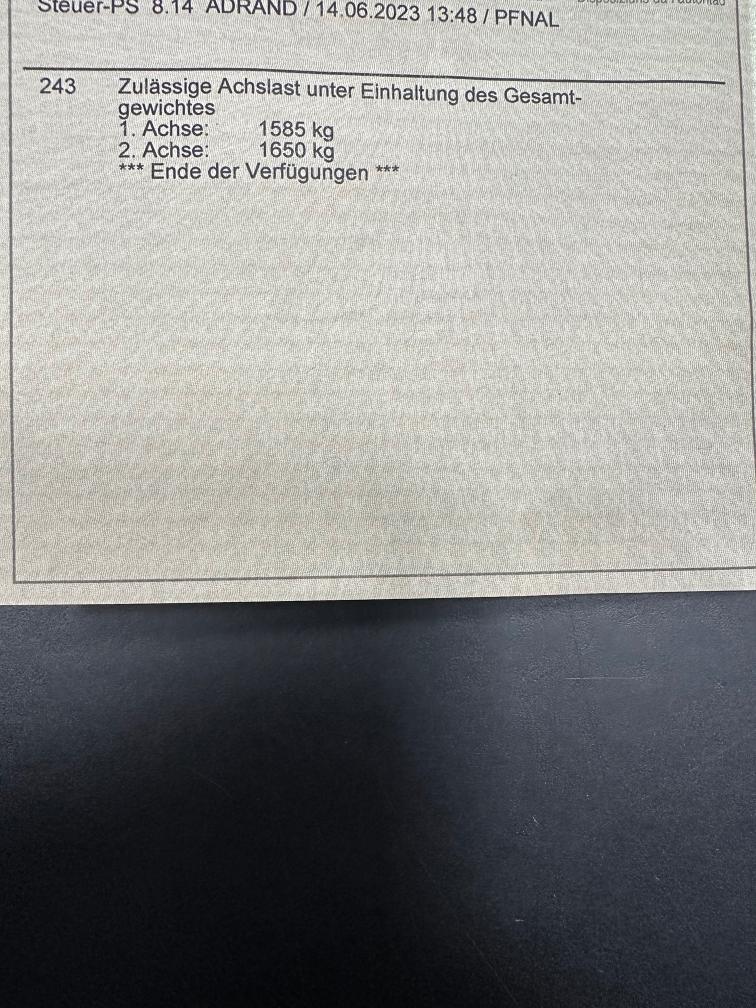 Steuer-PS 8.14 ADRAND / 14.06.2023 13:48 / PFNAL
243 Zulässige Achslast unter Einhaltung des Gesamt-
gewichtes
1. Achse: 1585 kg
2. Achse: 1650 kg
*** Ende der Verfügungen ***